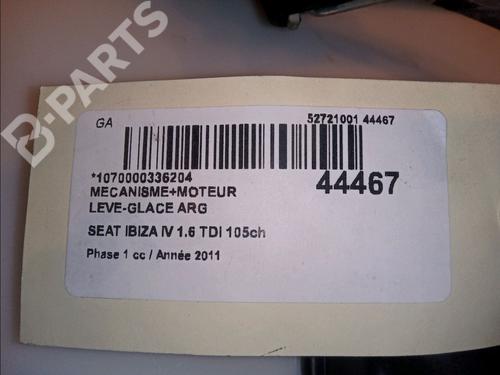 B-PARTS
GA
52721001 44467
*1070000336204
44467
MECANISME+MOTEUR
LEVE-GLACE ARG
SEAT IBIZA IV 1.6 TDI 105ch
Phase 1 cc / Année 2011